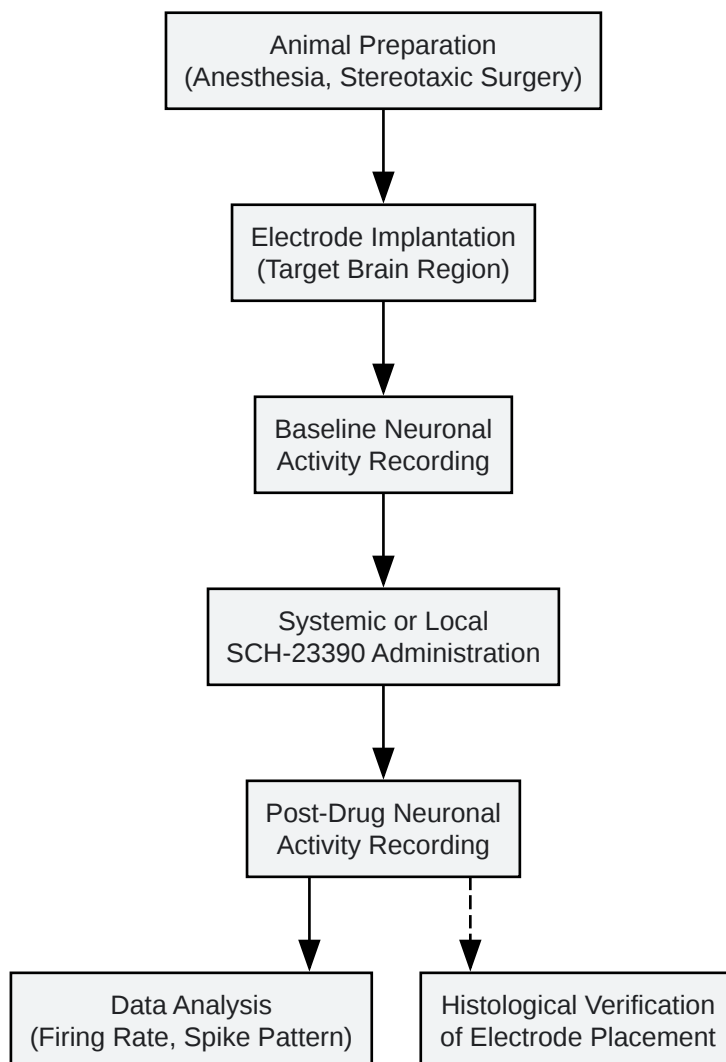 Animal Preparation
(Anesthesia, Stereotaxic Surgery)
Electrode Implantation
(Target Brain Region)
Baseline Neuronal
Activity Recording
Systemic or Local
SCH-23390 Administration
Post-Drug Neuronal
Activity Recording
Data Analysis
(Firing Rate, Spike Pattern)
Histological Verification
of Electrode Placement